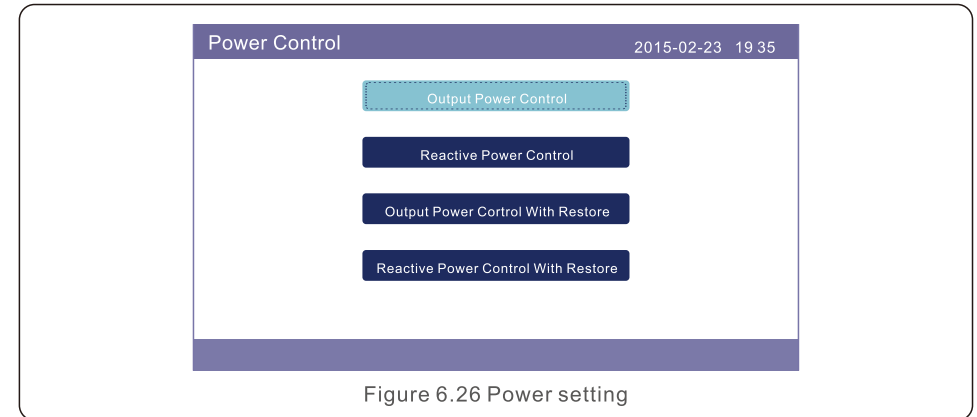 Power Control
2015-02-23 19 35
Output Power Control
Reactive Power Control
Output Power Cortrol With Restore
Reactive Power Control With Restore
Figure 6.26 Power setting